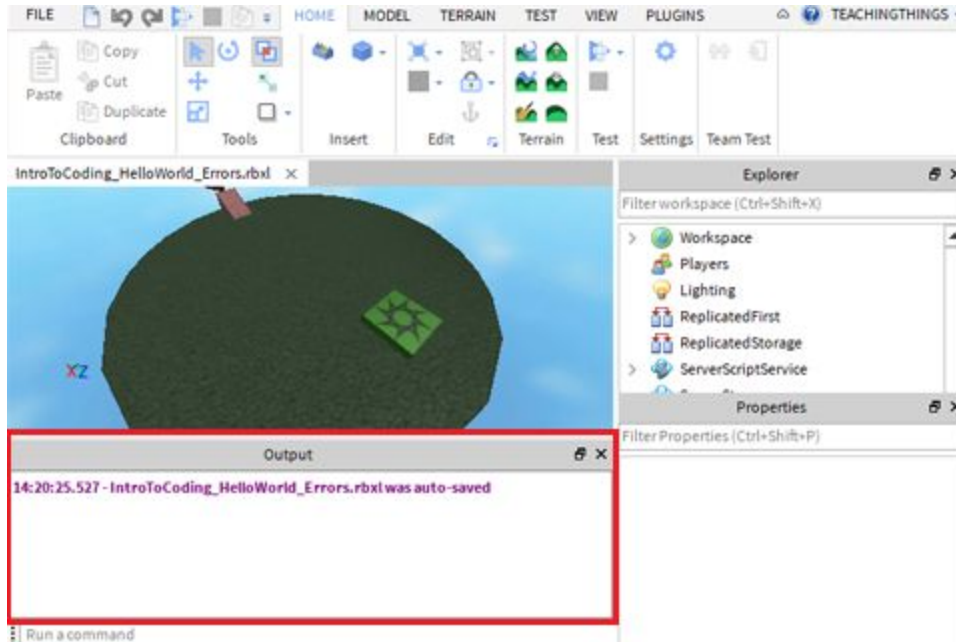 FILE HOME MODEL TERRAIN TEST VIEW PLUGINS TEACHINGTHINGS
Copy
Cut
Paste
Duplicate
Clipboard Tools Insert Edit Terrain Test Settings Team Test
IntroToCoding_HelloWorld_Errors.rbxl
Explorer
Filter workspace (Ctrl+Shift+X)
Workspace
Players
Lighting
ReplicatedFirst
ReplicatedStorage
ServerScriptService
Properties
Filter Properties (Ctrl+Shift+P)
XZ
Output
14:20:25.527 - IntroToCoding_HelloWorld_Errors.rbxl was auto-saved
Run a command